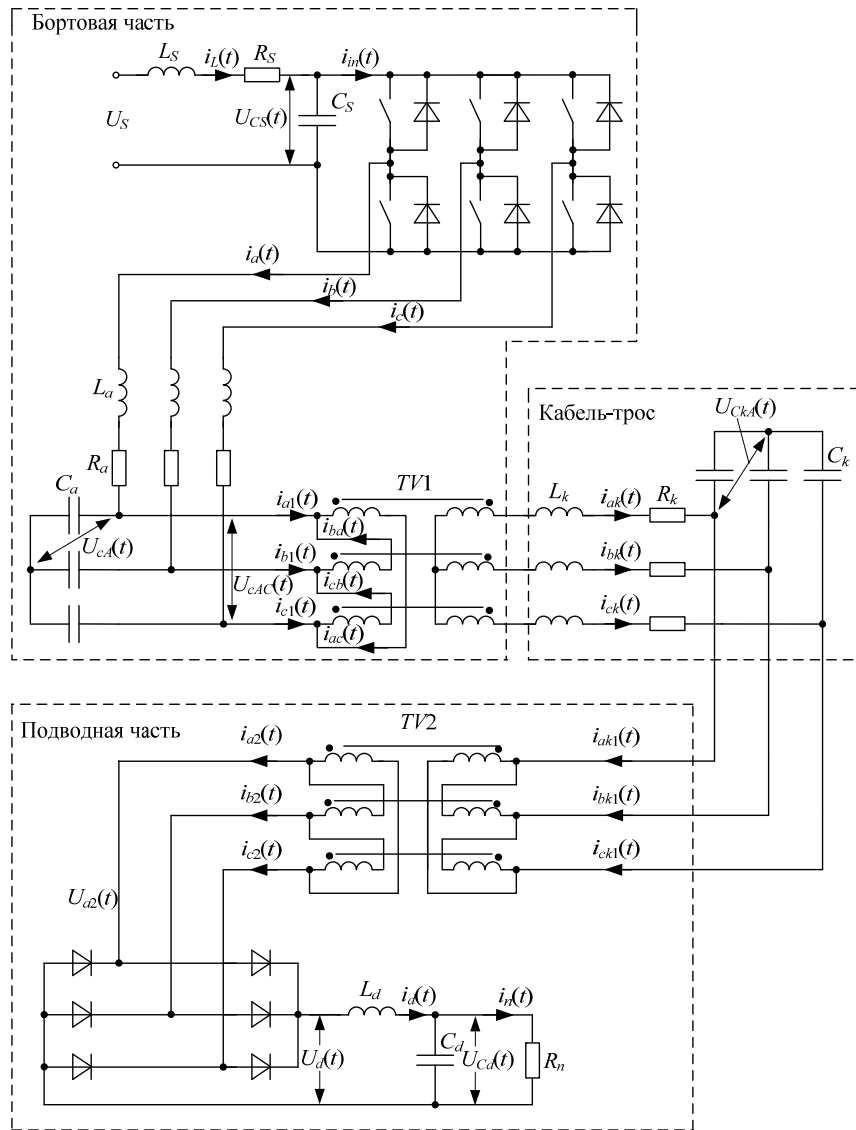 Бортовая часть
L_S
i_L(t)
R_S
i_in(t)
U_S
U_CS(t)
C_S
i_a(t)
i_b(t)
i_c(t)
L_a
R_a
C_a
U_cA(t)
U_cAC(t)
i_a1(t)
i_b1(t)
i_c1(t)
i_ba(t)
i_cb(t)
i_ac(t)
TV1
Кабель-трос
U_CkA(t)
C_k
L_k
i_ak(t)
R_k
i_bk(t)
i_ck(t)
Подводная часть
i_a2(t)
TV2
i_ak1(t)
i_b2(t)
i_bk1(t)
i_c2(t)
i_ck1(t)
U_a2(t)
L_d
i_d(t)
i_n(t)
U_d(t)
C_d
U_Cd(t)
R_n